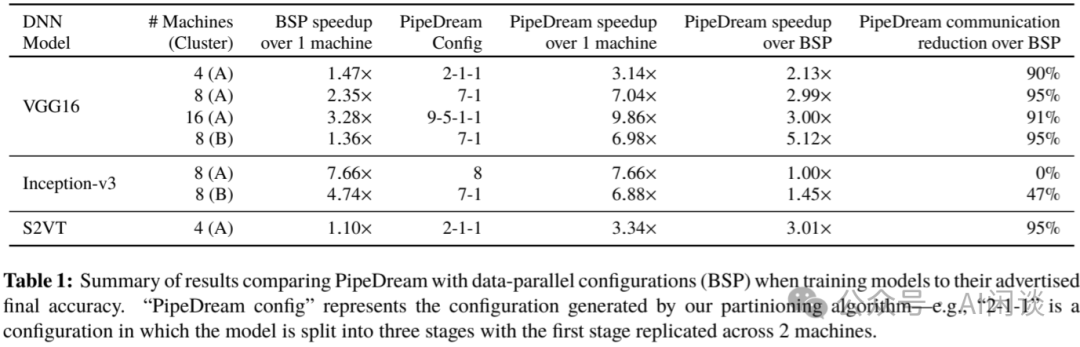 DNN Model # Machines (Cluster) BSP speedup over 1 machine PipeDream Config PipeDream speedup over 1 machine PipeDream speedup over BSP PipeDream communication reduction over BSP
VGG16
4 (A) 1.47× 2-1-1 3.14× 2.13× 90%
8 (A) 2.35× 7-1 7.04× 2.99× 95%
16 (A) 3.28× 9-5-1-1 9.86× 3.00× 91%
8 (B) 1.36× 7-1 6.98× 5.12× 95%
Inception-v3
8 (A) 7.66× 8 7.66× 1.00× 0%
8 (B) 4.74× 7-1 6.88× 1.45× 47%
S2VT 4 (A) 1.10× 2-1-1 3.34× 3.01× 95%
Table 1: Summary of results comparing PipeDream with data-parallel configurations (BSP) when training models to their advertised
final accuracy. “PipeDream config” represents the configuration generated by our partinioning algorithm—e.g., “2-1-1” is a
configuration in which the model is split into three stages with the first stage replicated across 2 machines.
公众号 AI闲谈